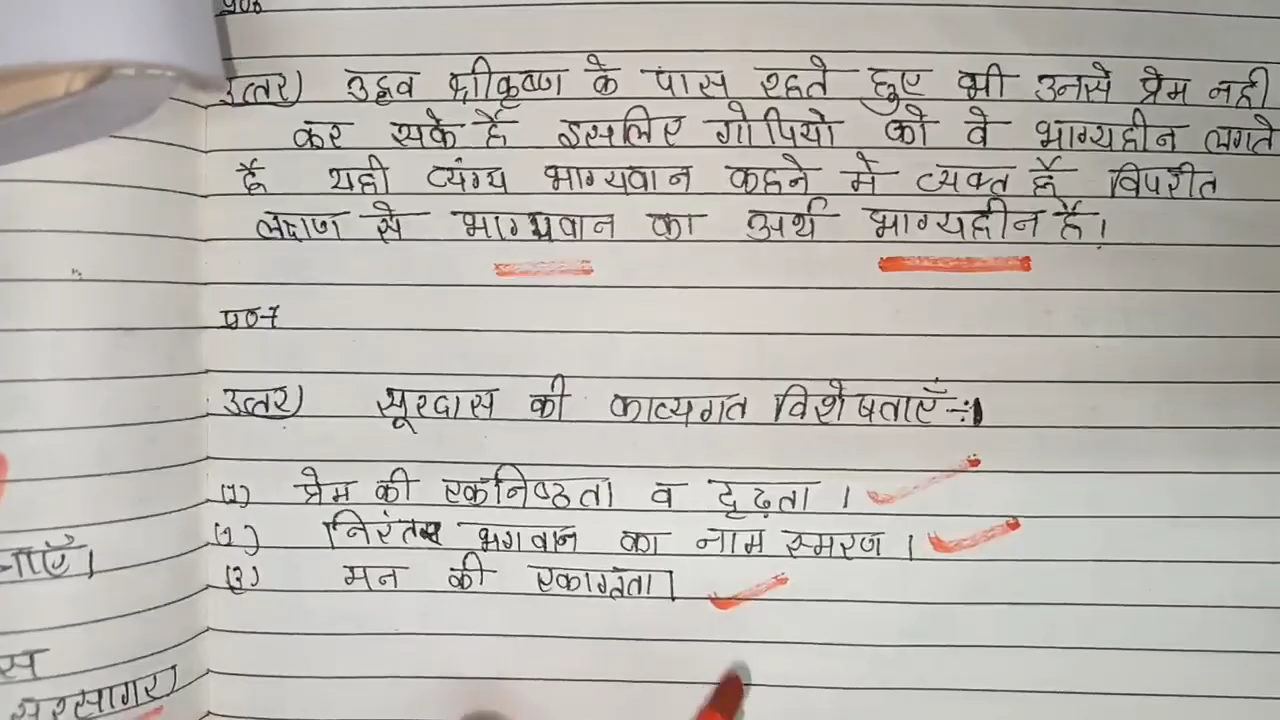 उत्तर) उद्धव श्रीकृष्ण के पास रहते हुए भी उनसे प्रेम नही
कर सके हैं इसलिए गोपियो को वे भाग्यहीन लगते
हैं यही व्यंग्य भाग्यवान कहने मे व्यक्त हैं विपरीत
लक्षण से भाग्यवान का अर्थ भाग्यहीन हैं।
प्र०-7
उत्तर) सूरदास की काव्यगत विशेषताएँ -:
(1) प्रेम की एकनिष्ठता व दृढ़ता ।
(2) निरंतर भगवान का नाम स्मरण ।
(3) मन की एकाग्रता।
सूरसागर